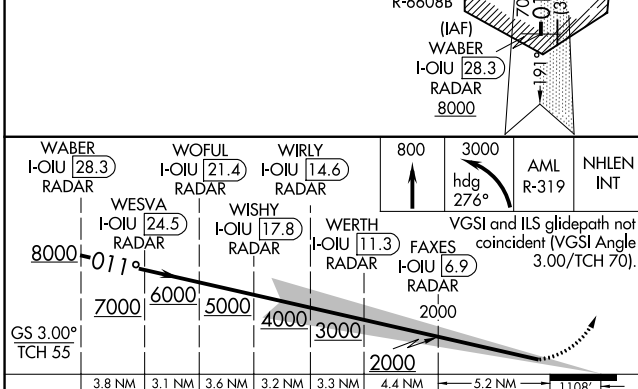 R-6608B
(IAF)
WABER
I-OIU 28.3
RADAR
8000
191°
WABER
I-OIU 28.3
RADAR
WESVA
I-OIU 24.5
RADAR
WOFUL
I-OIU 21.4
RADAR
WISHY
I-OIU 17.8
RADAR
WIRLY
I-OIU 14.6
RADAR
WERTH
I-OIU 11.3
RADAR
FAXES
I-OIU 6.9
RADAR
800
3000
hdg
276°
AML
R-319
NHLEN
INT
VGSI and ILS glidepath not
coincident (VGSI Angle
3.00/TCH 70).
8000
011°
7000
6000
5000
4000
3000
2000
2000
GS 3.00°
TCH 55
3.8 NM
3.1 NM
3.6 NM
3.2 NM
3.3 NM
4.4 NM
5.2 NM
1108'